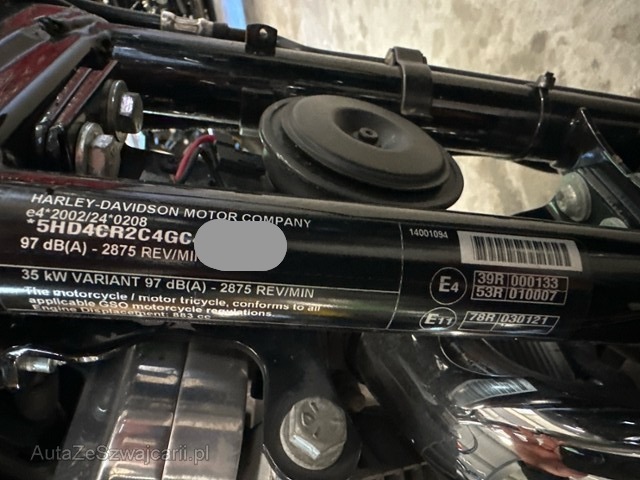 HARLEY-DAVIDSON MOTOR COMPANY
e4*2002/24*0208
*5HD4CR2C4GC
97 dB(A) - 2875 REV/MIN
35 kW VARIANT 97 dB(A) - 2875 REV/MIN
The motorcycle / motor tricycle, conforms to all
applicable GSO motorcycle regulations.
Engine Displacement 883 cc
14001094
E4 39R 000133
53R 010007
E11 78R 030121
AutaZeSzwajcarii.pl